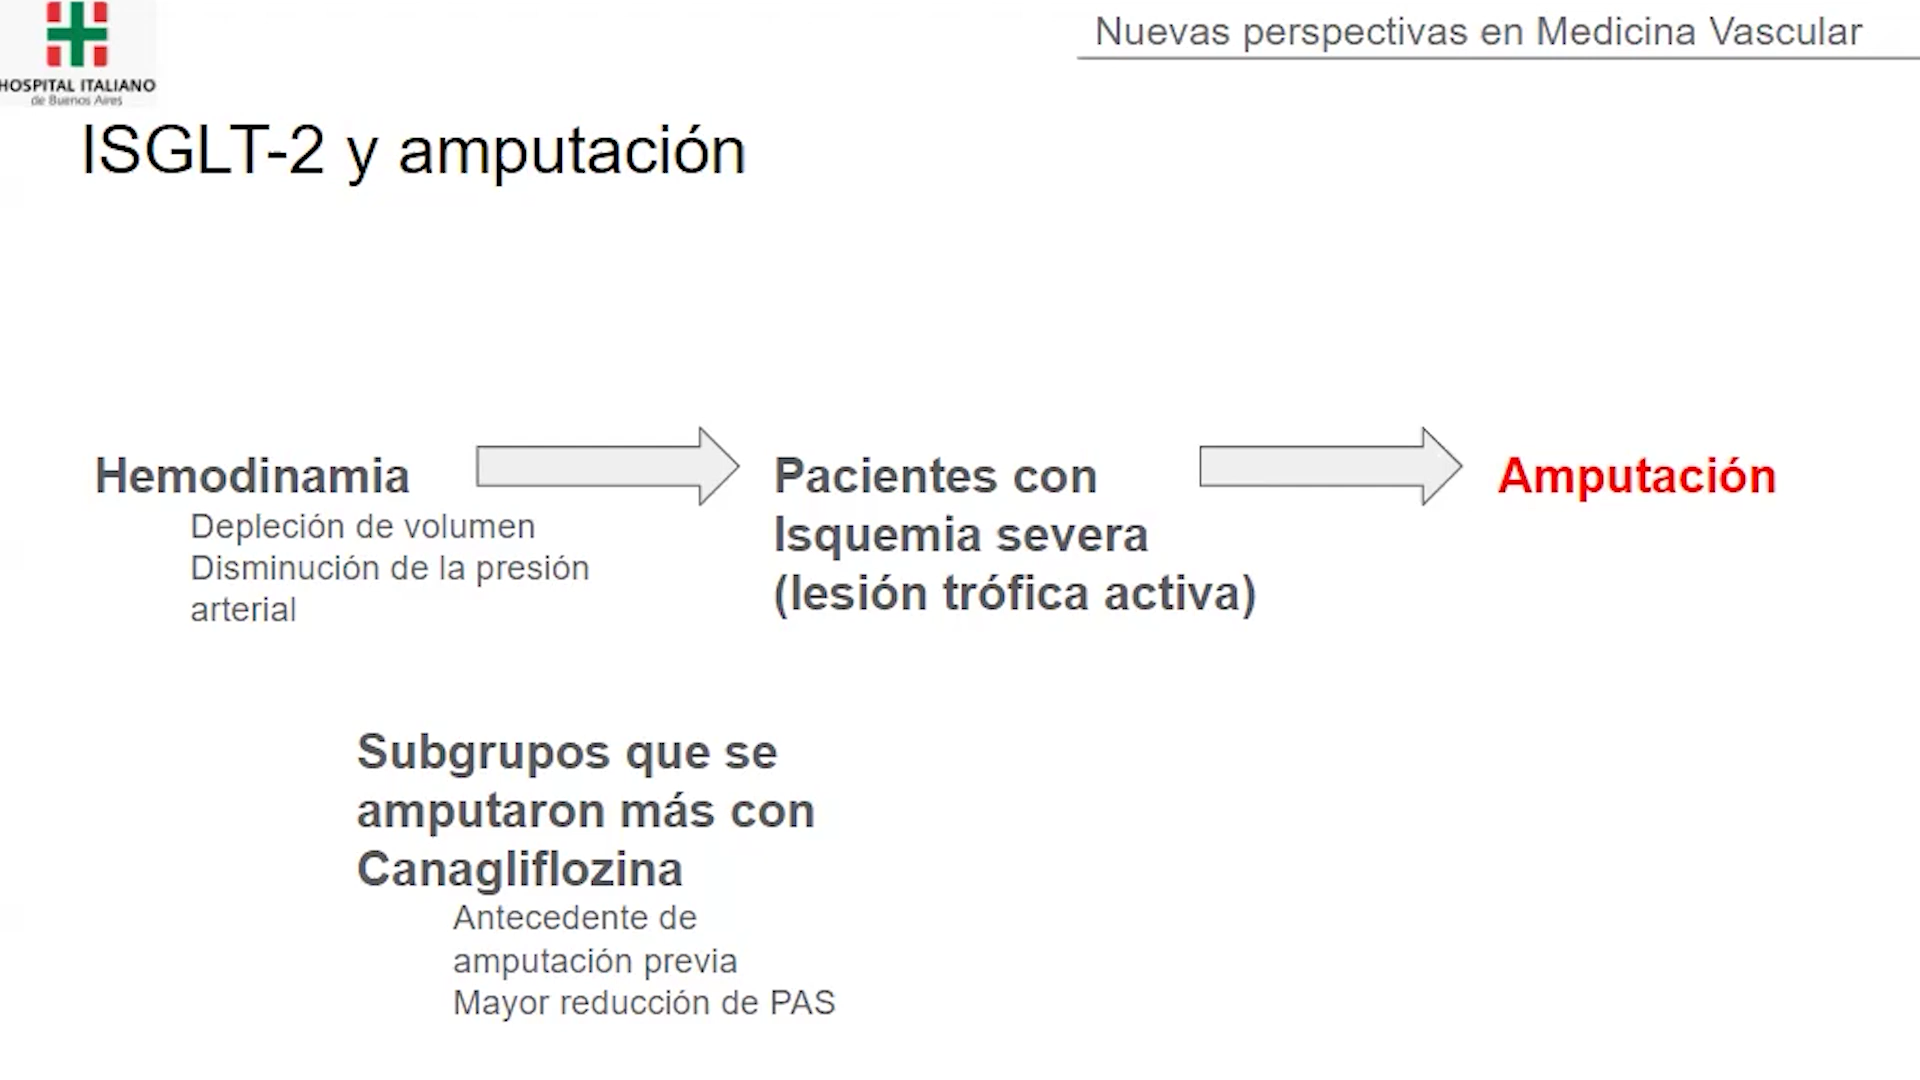 HOSPITAL ITALIANO
de Buenos Aires
Nuevas perspectivas en Medicina Vascular
ISGLT-2 y amputación
Hemodinamia
Depleción de volumen
Disminución de la presión
arterial
Pacientes con
Isquemia severa
(lesión trófica activa)
Amputación
Subgrupos que se
amputaron más con
Canagliflozina
Antecedente de
amputación previa
Mayor reducción de PAS